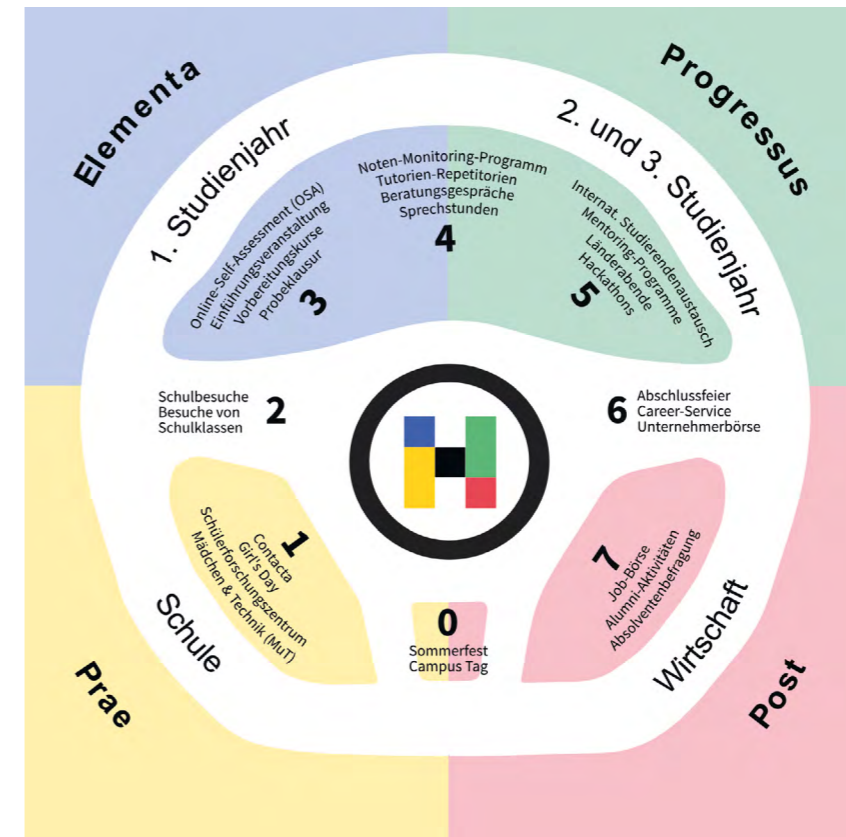 Elementa
Progressus
1. Studienjahr
2. und 3. Studienjahr
Online-Self-Assessment (OSA)
Einführungsveranstaltung
Vorbereitungskurse
Probeklausur
3
Noten-Monitoring-Programm
Tutorien-Repetitorien
Beratungsgespräche
Sprechstunden
4
Internat. Studierendenaustausch
Mentoring-Programme
Länderabende
Hackathons
5
Schulbesuche
Besuche von
Schulklassen
2
6
Abschlussfeier
Career-Service
Unternehmerbörse
1
Contacta
Girl's Day
Schülerforschungszentrum
Mädchen & Technik (MuT)
0
Sommerfest
Campus Tag
7
Job-Börse
Alumni-Aktivitäten
Absolventenbefragung
Schule
Wirtschaft
Prae
Post